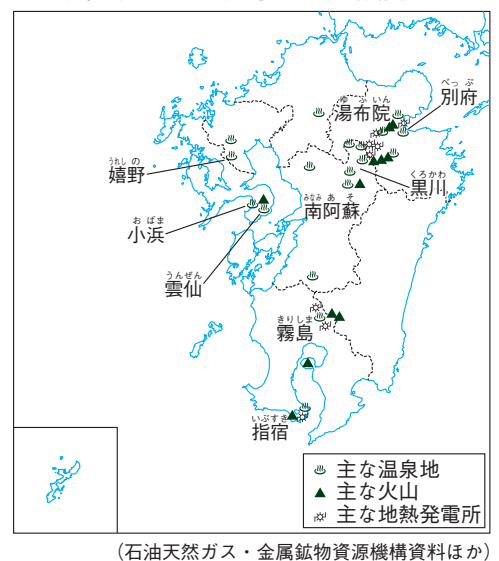 ゆふいん
湯布院
べっぷ
別府
うれしの
嬉野
くろかわ
黒川
みなみあそ
南阿蘇
おばま
小浜
うんぜん
雲仙
きりしま
霧島
いぶすき
指宿
主な温泉地
主な火山
主な地熱発電所
(石油天然ガス・金属鉱物資源機構資料ほか)